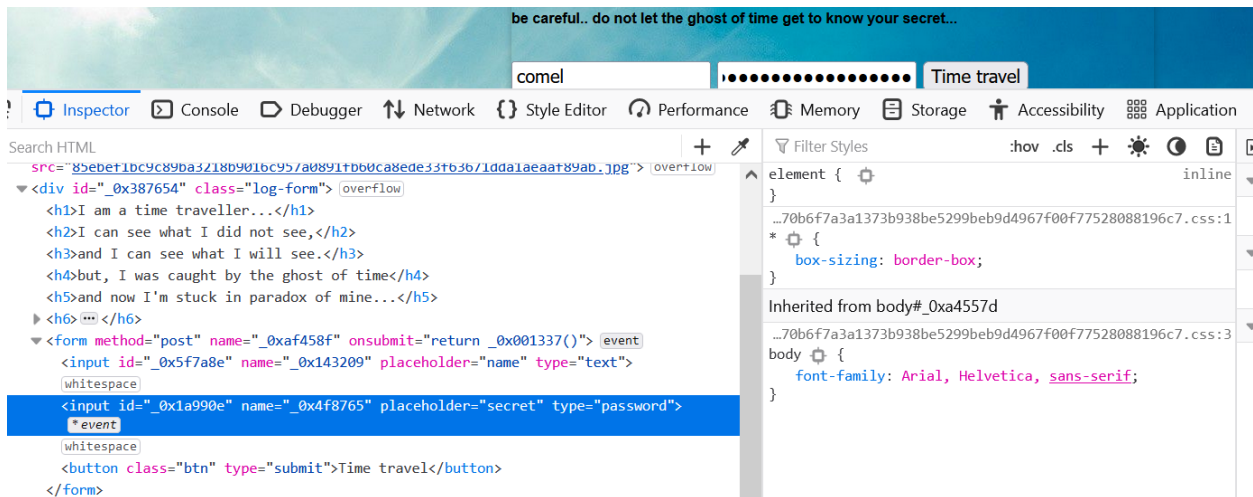 be careful.. do not let the ghost of time get to know your secret...
comel ●●●●●●●●●●●●●●●●●● Time travel
Inspector Console Debugger Network {} Style Editor Performance Memory Storage Accessibility Application
Search HTML + Filter Styles :hov .cls +
src="85ebef1bc9c89ba3218b9016c957a0891fb60ca8ede33f63671dda1aeaaf89ab.jpg"> overflow
<div id="_0x387654" class="log-form"> overflow
<h1>I am a time traveller...</h1>
<h2>I can see what I did not see,</h2>
<h3>and I can see what I will see.</h3>
<h4>but, I was caught by the ghost of time</h4>
<h5>and now I'm stuck in paradox of mine...</h5>
<h6> ··· </h6>
<form method="post" name="_0xaf458f" onsubmit="return _0x001337()"> event
<input id="_0x5f7a8e" name="_0x143209" placeholder="name" type="text">
whitespace
<input id="_0x1a990e" name="_0x4f8765" placeholder="secret" type="password">
*event
whitespace
<button class="btn" type="submit">Time travel</button>
</form>
element { inline
}
…70b6f7a3a1373b938be5299beb9d4967f00f77528088196c7.css:1
* {
box-sizing: border-box;
}
Inherited from body#_0xa4557d
…70b6f7a3a1373b938be5299beb9d4967f00f77528088196c7.css:3
body {
font-family: Arial, Helvetica, sans-serif;
}